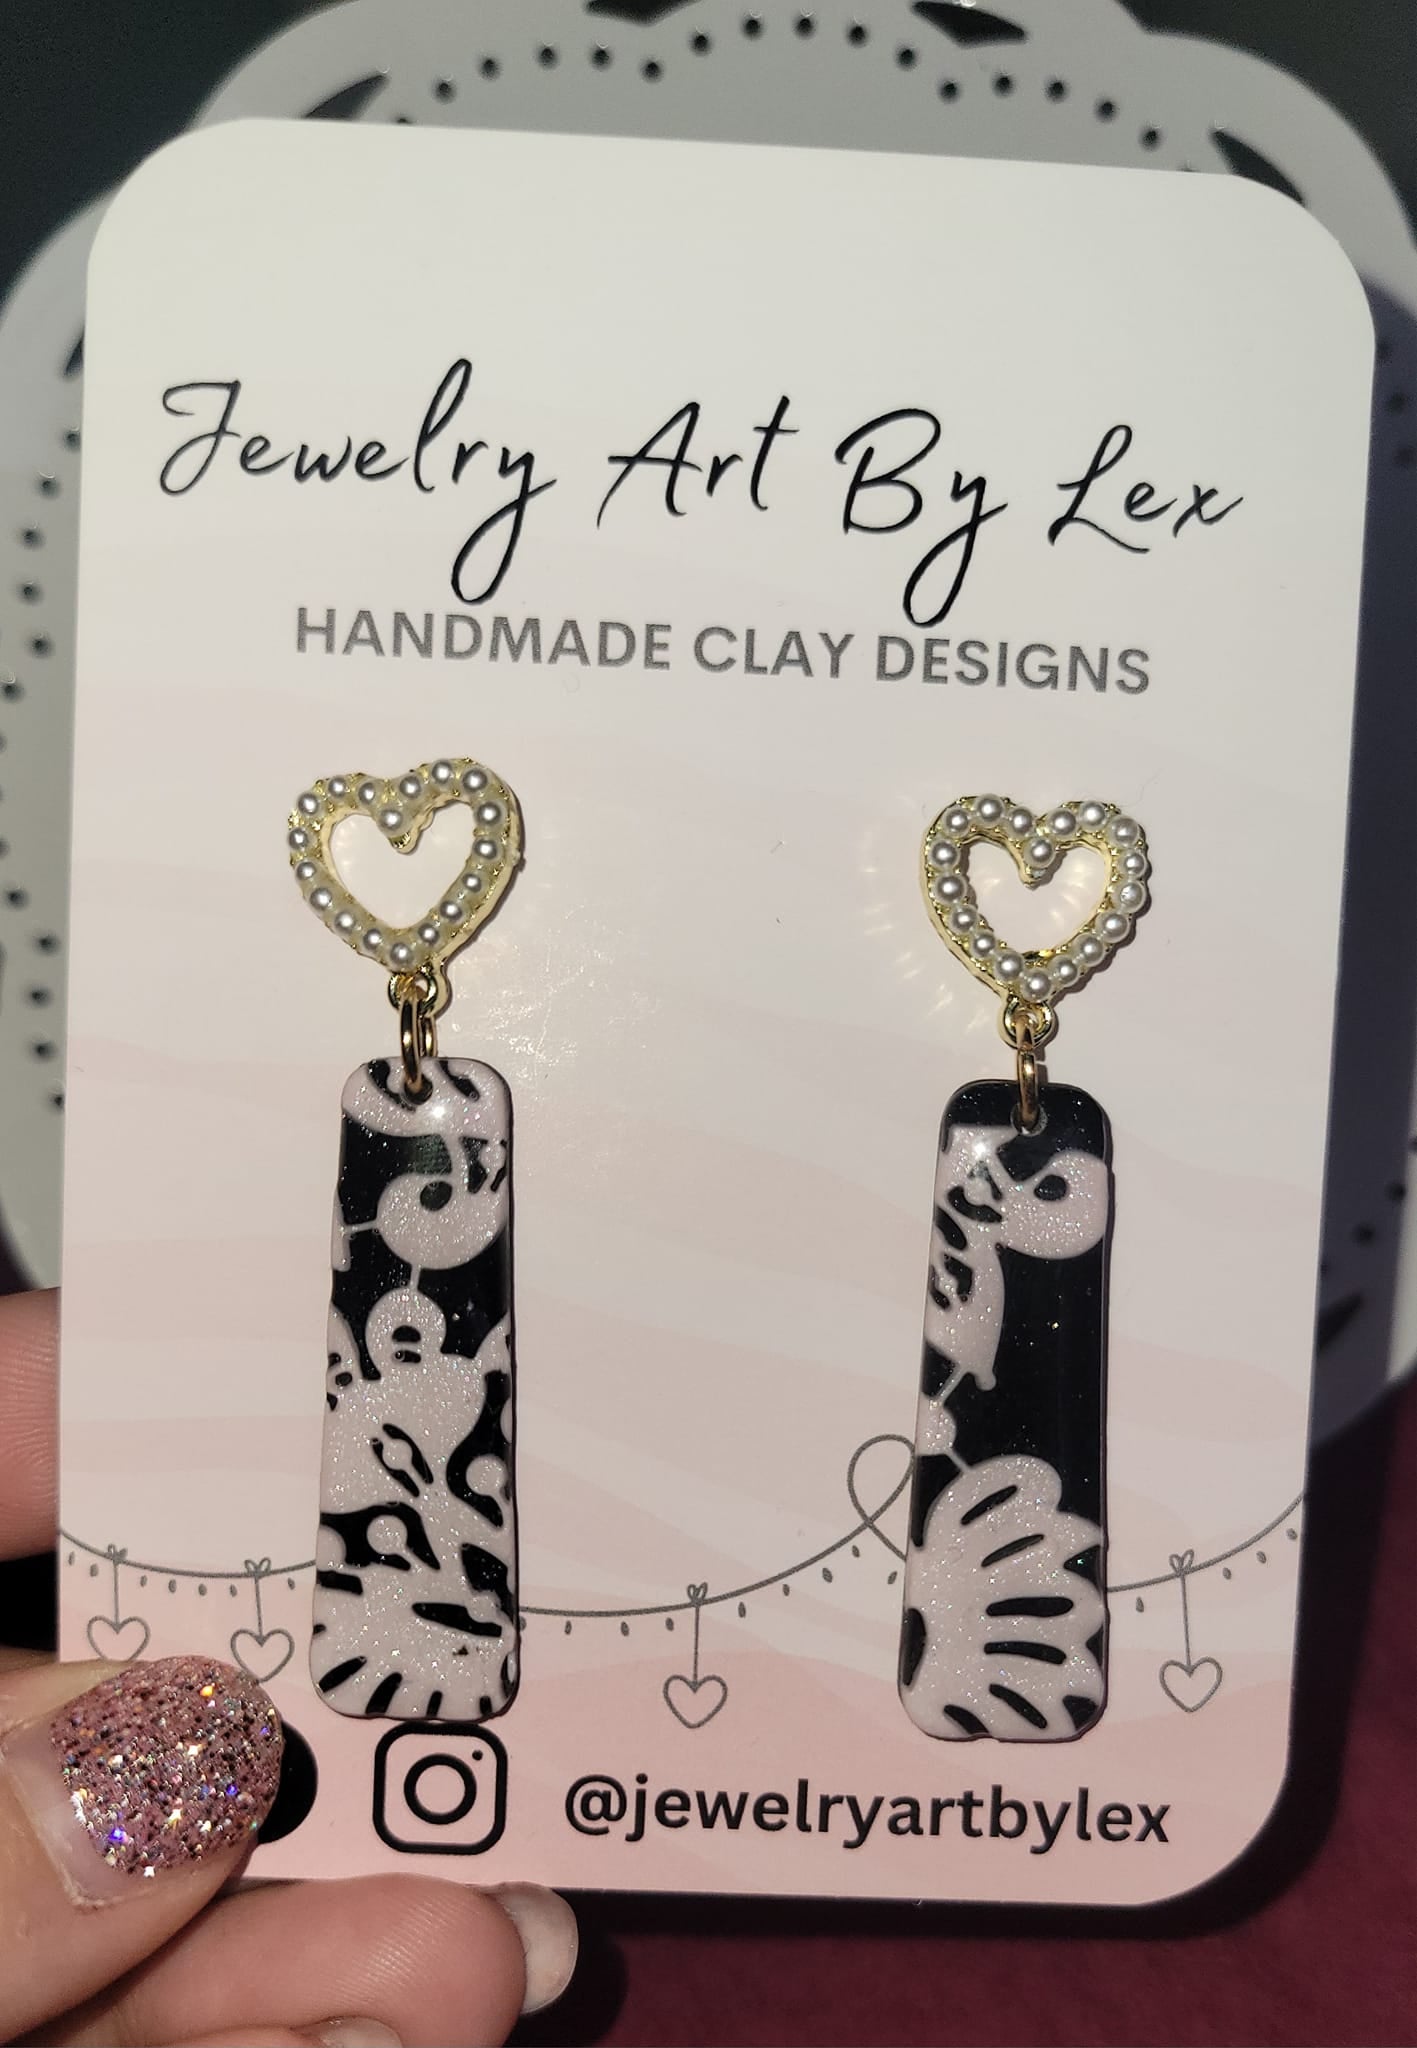 Jewelry Art By Lex
HANDMADE CLAY DESIGNS
@jewelryartbylex